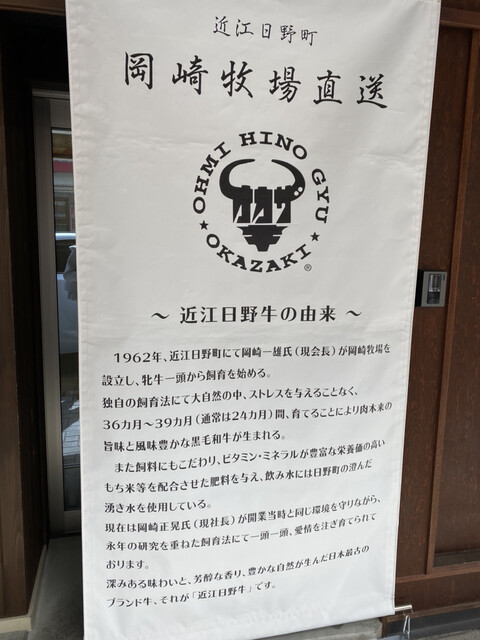 近江日野町
岡崎牧場直送
OHMI HINO GYU
オカザキ
★ OKAZAKI ★
®
～ 近江日野牛の由来 ～
1962年、近江日野町にて岡崎一雄氏（現会長）が岡崎牧場を
設立し、牝牛一頭から飼育を始める。
独自の飼育法にて大自然の中、ストレスを与えることなく、
36カ月～39カ月（通常は24カ月）間、育てることにより肉本来の
旨味と風味豊かな黒毛和牛が生まれる。
また飼料にもこだわり、ビタミン・ミネラルが豊富な栄養価の高い
もち米等を配合させた肥料を与え、飲み水には日野町の澄んだ
湧き水を使用している。
現在は岡崎正晃氏（現社長）が開業当時と同じ環境を守りながら、
永年の研究を重ねた飼育法にて一頭一頭、愛情を注ぎ育てられて
おります。
深みある味わいと、芳醇な香り、豊かな自然が生んだ日本最古の
ブランド牛、それが「近江日野牛」です。